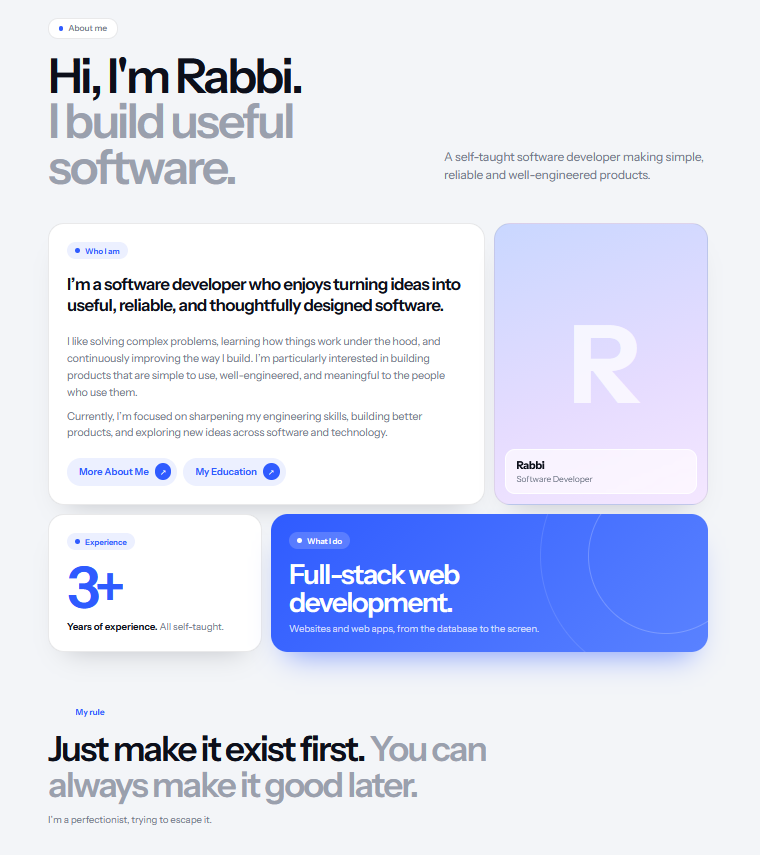 About me
Hi, I'm Rabbi.
I build useful
software.
A self-taught software developer making simple,
reliable and well-engineered products.
Who I am
I'm a software developer who enjoys turning ideas into
useful, reliable, and thoughtfully designed software.
I like solving complex problems, learning how things work under the hood, and
continuously improving the way I build. I'm particularly interested in building
products that are simple to use, well-engineered, and meaningful to the people
who use them.
Currently, I'm focused on sharpening my engineering skills, building better
products, and exploring new ideas across software and technology.
More About Me ↗
My Education ↗
R
Rabbi
Software Developer
Experience
3+
Years of experience. All self-taught.
What I do
Full-stack web
development.
Websites and web apps, from the database to the screen.
My rule
Just make it exist first. You can
always make it good later.
I'm a perfectionist, trying to escape it.